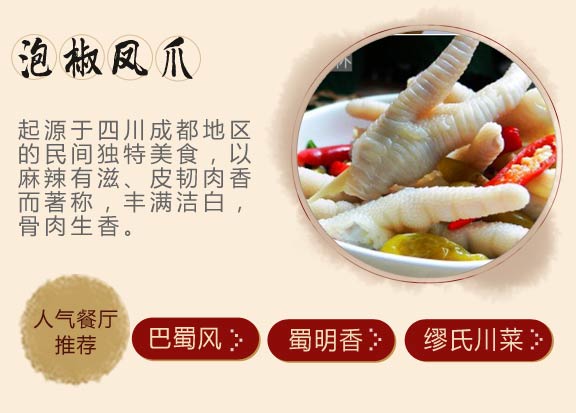 泡椒凤爪
起源于四川成都地区
的民间独特美食，以
麻辣有滋、皮韧肉香
而著称，丰满洁白，
骨肉生香。
人气餐厅
推荐
巴蜀风
蜀明香
缪氏川菜